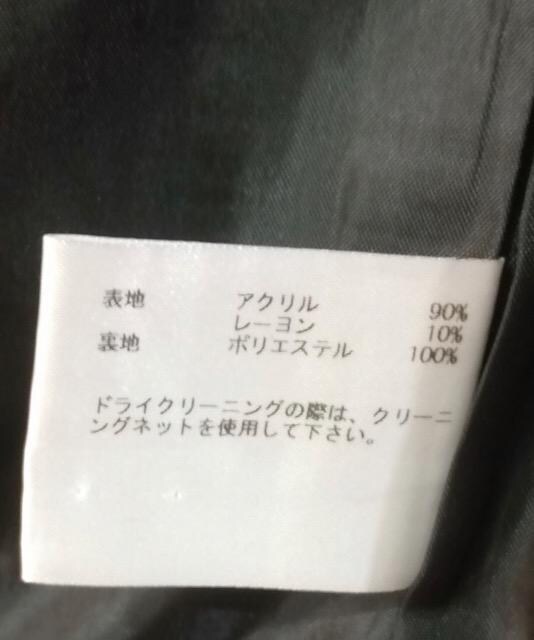 表地 アクリル 90%
レーヨン 10%
裏地 ポリエステル 100%
ドライクリーニングの際は、クリーニ
ングネットを使用して下さい。